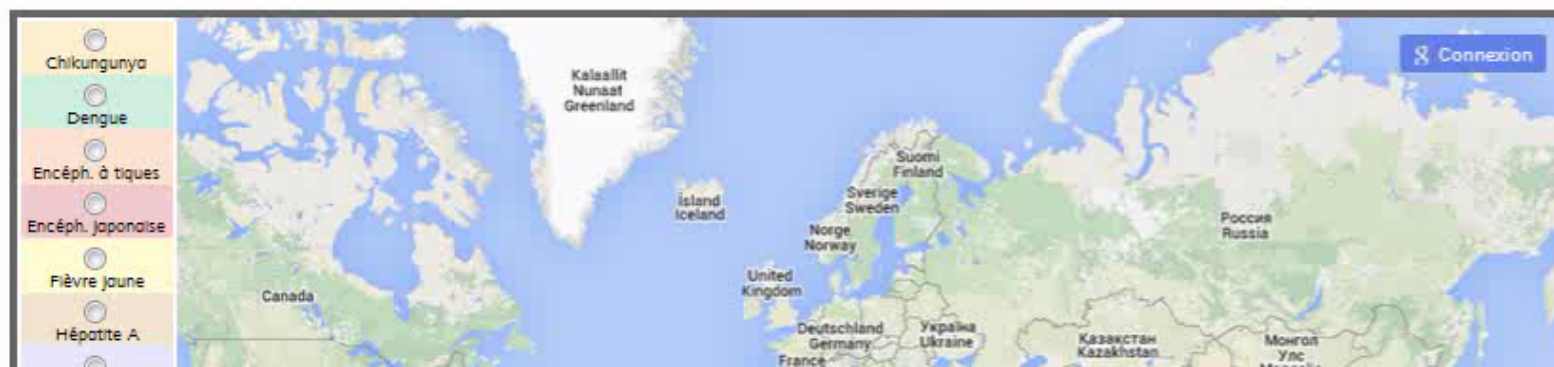 Chikungunya
Dengue
Encéph. à tiques
Encéph. japonaise
Fièvre jaune
Hépatite A
Connexion
Kalaallit
Nunaat
Greenland
Suomi
Finland
Ísland
Iceland
Sverige
Sweden
Norge
Norway
Россия
Russia
United
Kingdom
Canada
Deutschland
Germany
Україна
Ukraine
Казакстан
Kazakhstan
Монгол
Улс
France